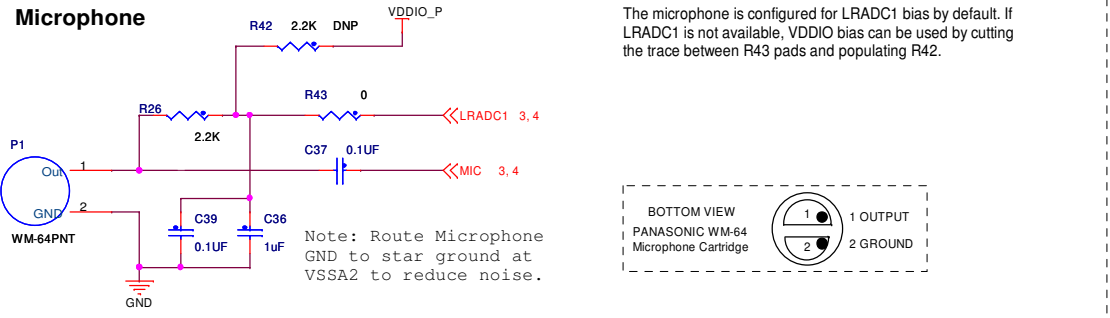 Microphone
R42 2.2K DNP
VDDIO_P
R26
2.2K
R43 0
LRADC1 3, 4
P1
Out 1
GND 2
WM-64PNT
C37 0.1UF
MIC 3, 4
C39
0.1UF
C36
1uF
GND
Note: Route Microphone
GND to star ground at
VSSA2 to reduce noise.
The microphone is configured for LRADC1 bias by default. If
LRADC1 is not available, VDDIO bias can be used by cutting
the trace between R43 pads and populating R42.
BOTTOM VIEW
PANASONIC WM-64
Microphone Cartridge
1
2
1 OUTPUT
2 GROUND